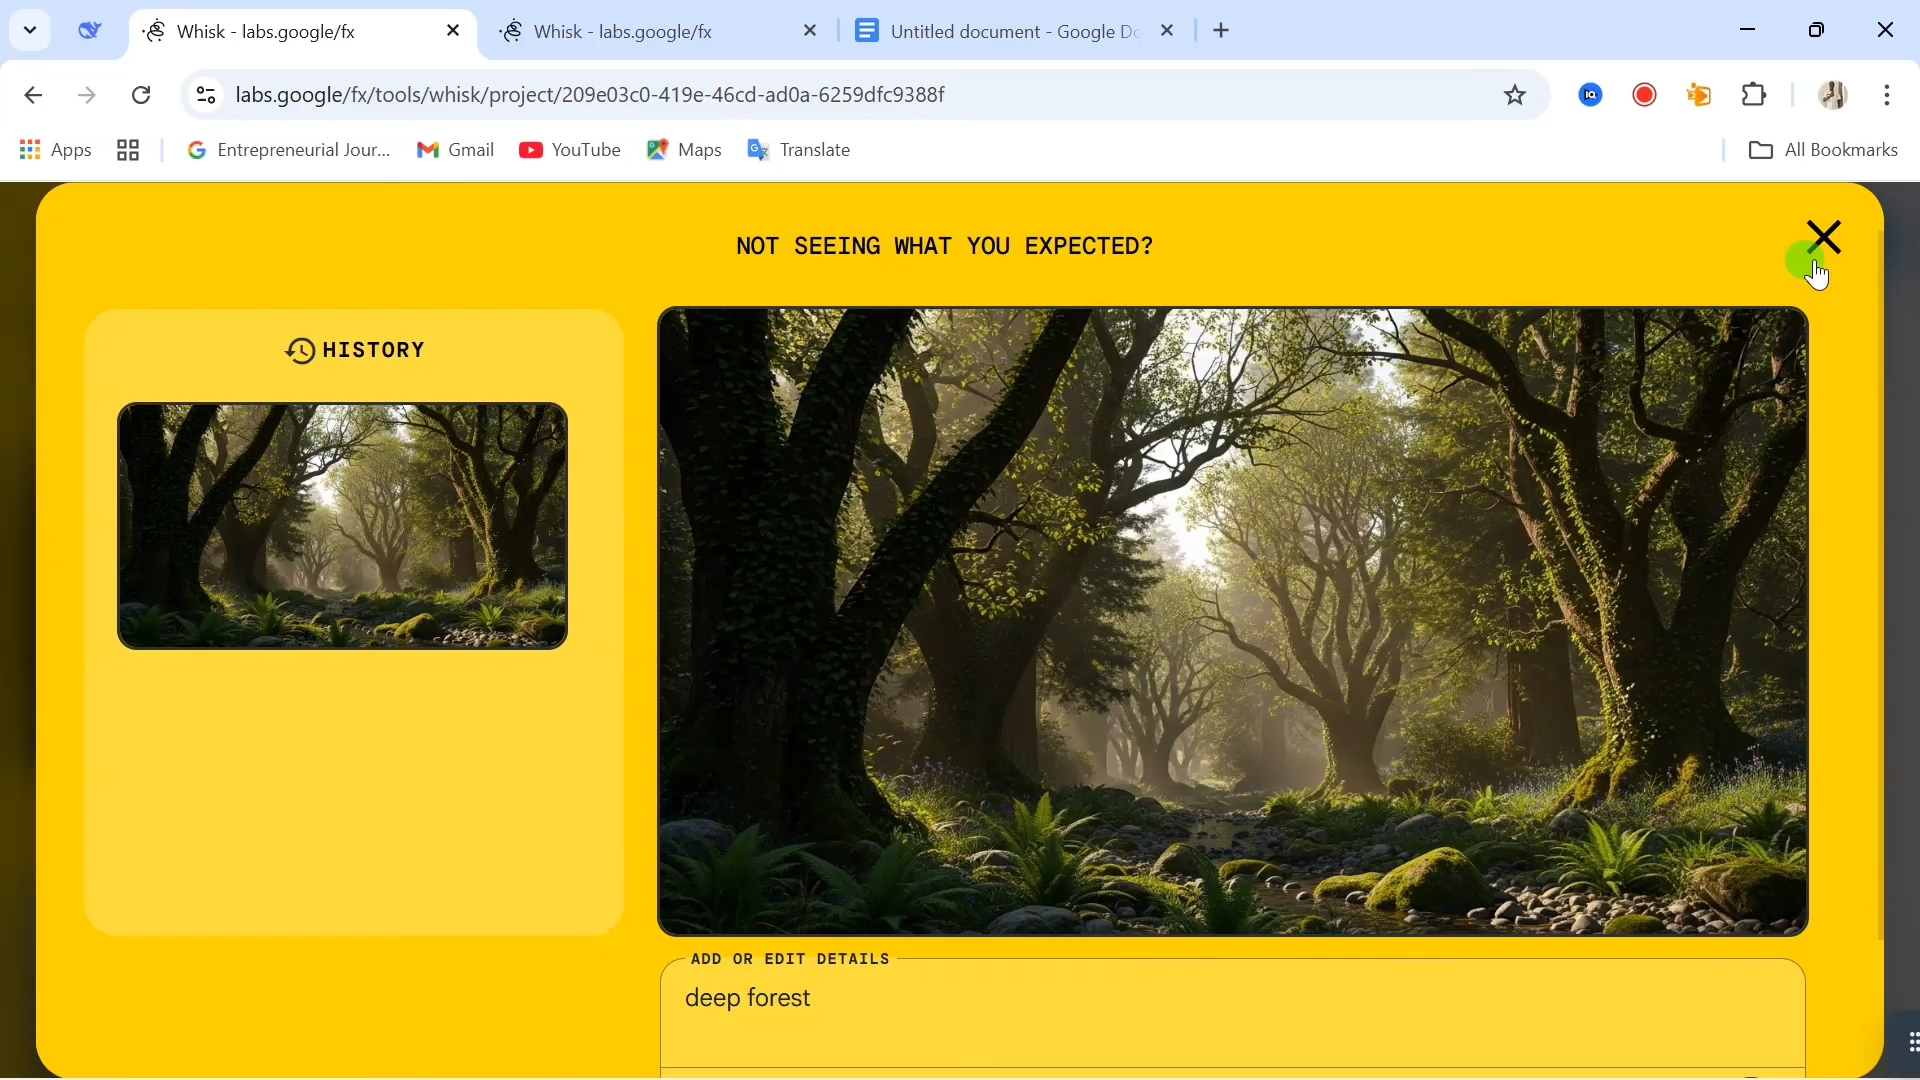 Whisk - labs.google/fx
Whisk - labs.google/fx
Untitled document - Google Do
labs.google/fx/tools/whisk/project/209e03c0-419e-46cd-ad0a-6259dfc9388f
IQ
Apps
Entrepreneurial Jour...
Gmail
YouTube
Maps
Translate
All Bookmarks
NOT SEEING WHAT YOU EXPECTED?
HISTORY
ADD OR EDIT DETAILS
deep forest